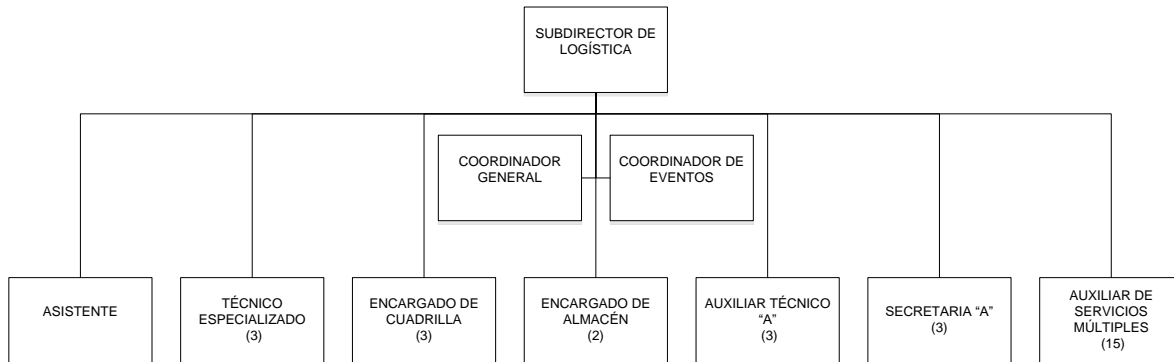 SUBDIRECTOR DE
LOGÍSTICA
COORDINADOR
GENERAL
COORDINADOR DE
EVENTOS
ASISTENTE
TÉCNICO
ESPECIALIZADO
(3)
ENCARGADO DE
CUADRILLA
(3)
ENCARGADO DE
ALMACÉN
(2)
AUXILIAR TÉCNICO
“A”
(3)
SECRETARIA “A”
(3)
AUXILIAR DE
SERVICIOS
MÚLTIPLES
(15)